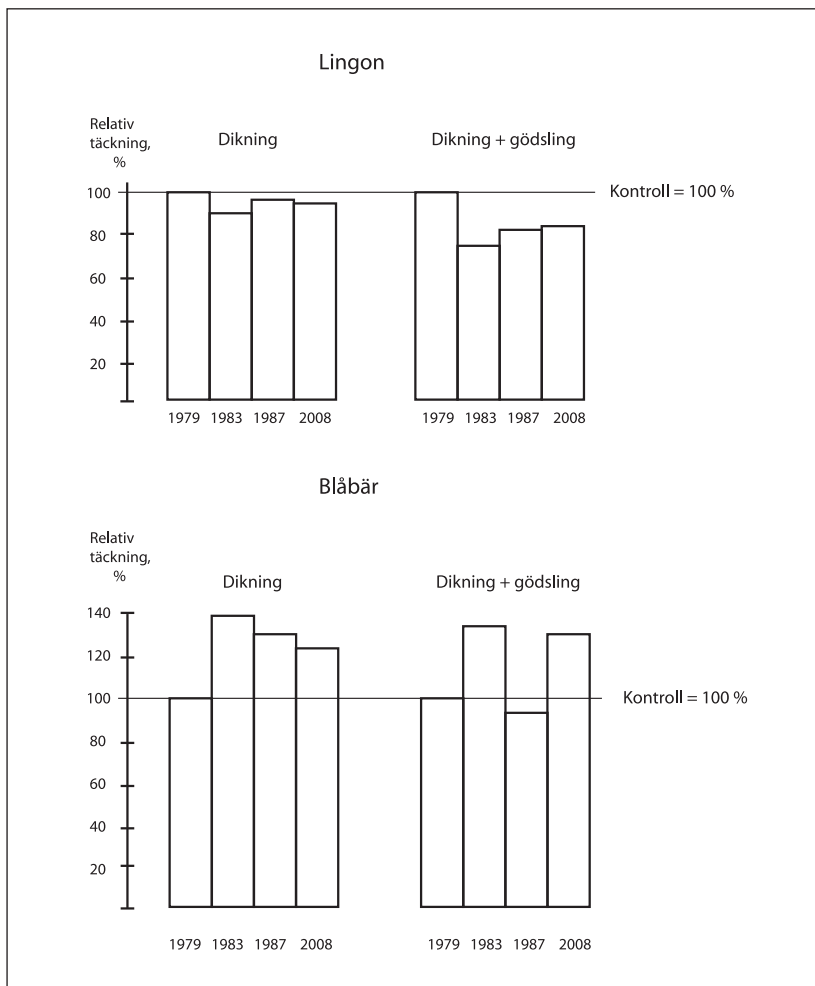 Lingon
Relativ
täckning,
%
Dikning
Dikning + gödsling
100
80
60
40
20
Kontroll = 100 %
1979 1983 1987 2008
1979 1983 1987 2008
Blåbär
Relativ
täckning,
%
Dikning
Dikning + gödsling
140
120
100
80
60
40
20
Kontroll = 100 %
1979 1983 1987 2008
1979 1983 1987 2008